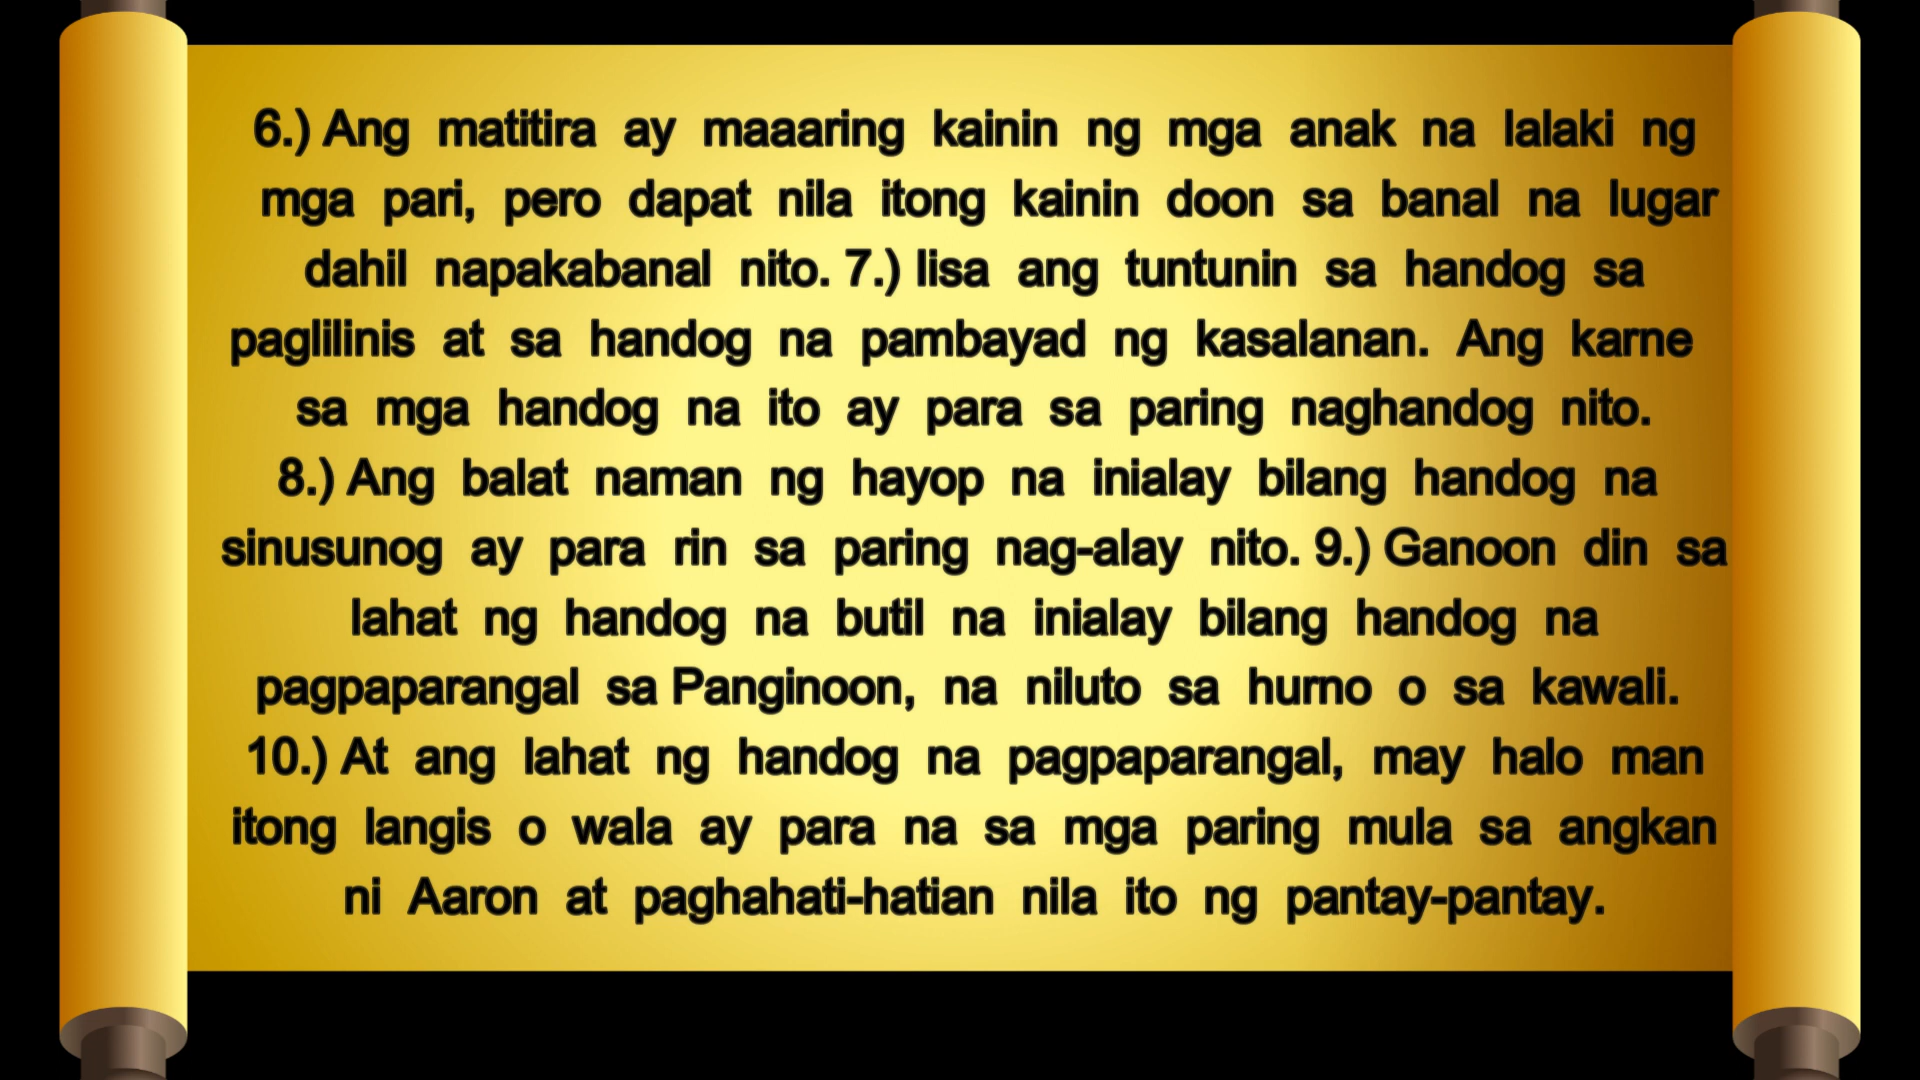 6.) Ang matitira ay maaaring kainin ng mga anak na lalaki ng
mga pari, pero dapat nila itong kainin doon sa banal na lugar
dahil napakabanal nito. 7.) Iisa ang tuntunin sa handog sa
paglilinis at sa handog na pambayad ng kasalanan. Ang karne
sa mga handog na ito ay para sa paring naghandog nito.
8.) Ang balat naman ng hayop na inialay bilang handog na
sinusunog ay para rin sa paring nag-alay nito. 9.) Ganoon din sa
lahat ng handog na butil na inialay bilang handog na
pagpaparangal sa Panginoon, na niluto sa hurno o sa kawali.
10.) At ang lahat ng handog na pagpaparangal, may halo man
itong langis o wala ay para na sa mga paring mula sa angkan
ni Aaron at paghahati-hatian nila ito ng pantay-pantay.